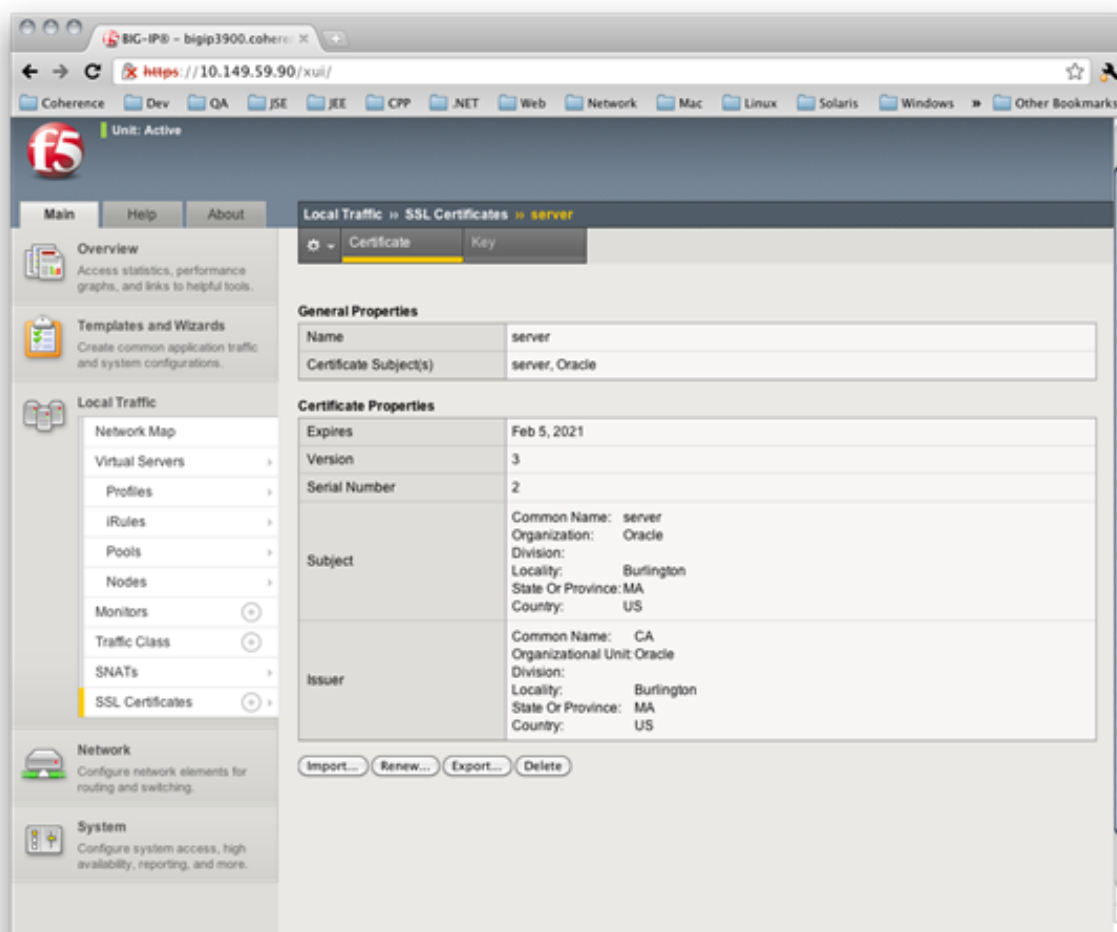 BIG-IP® - bigip3900.cohere
https://10.149.59.90/xui/
Coherence Dev QA JSE JEE CPP .NET Web Network Mac Linux Solaris Windows » Other Bookmarks
f5
Unit: Active
Main Help About
Local Traffic » SSL Certificates » server
Certificate Key
Overview
Access statistics, performance
graphs, and links to helpful tools.
Templates and Wizards
Create common application traffic
and system configurations.
Local Traffic
Network Map
Virtual Servers
Profiles
iRules
Pools
Nodes
Monitors
Traffic Class
SNATs
SSL Certificates
Network
Configure network elements for
routing and switching.
System
Configure system access, high
availability, reporting, and more.
General Properties
Name server
Certificate Subject(s) server, Oracle
Certificate Properties
Expires Feb 5, 2021
Version 3
Serial Number 2
Subject
Common Name: server
Organization: Oracle
Division:
Locality: Burlington
State Or Province: MA
Country: US
Issuer
Common Name: CA
Organizational Unit: Oracle
Division:
Locality: Burlington
State Or Province: MA
Country: US
Import... Renew... Export... Delete